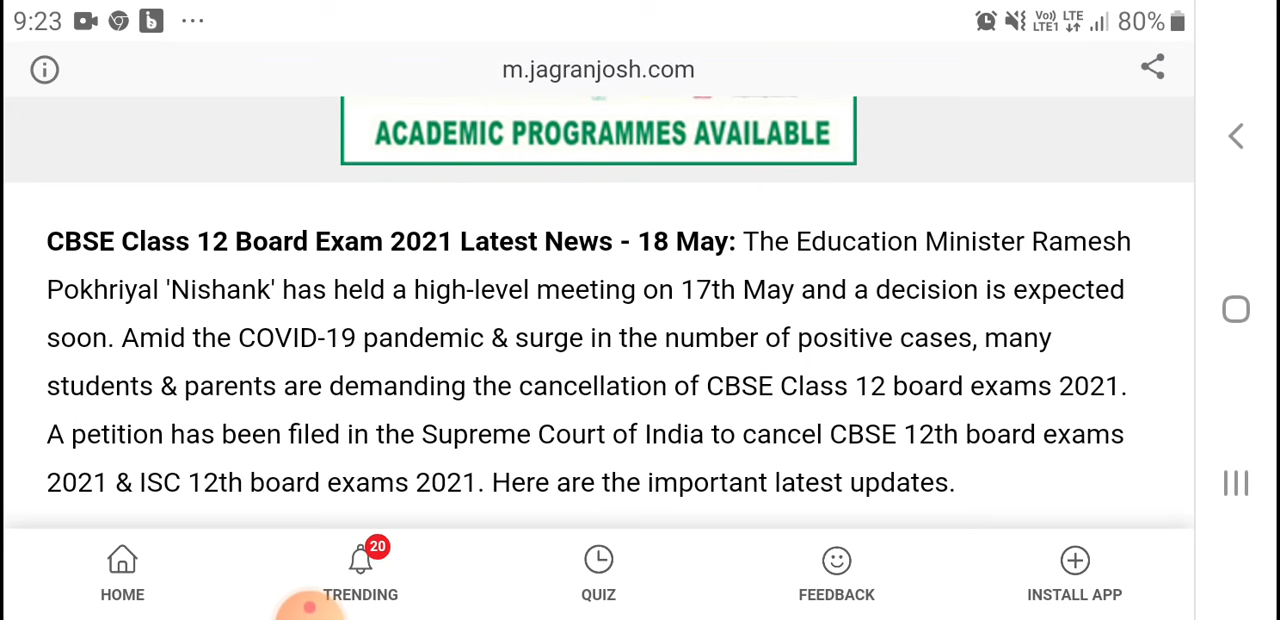 9:23 Vo)) LTE LTE1 80%
m.jagranjosh.com
ACADEMIC PROGRAMMES AVAILABLE
CBSE Class 12 Board Exam 2021 Latest News - 18 May: The Education Minister Ramesh
Pokhriyal 'Nishank' has held a high-level meeting on 17th May and a decision is expected
soon. Amid the COVID-19 pandemic & surge in the number of positive cases, many
students & parents are demanding the cancellation of CBSE Class 12 board exams 2021.
A petition has been filed in the Supreme Court of India to cancel CBSE 12th board exams
2021 & ISC 12th board exams 2021. Here are the important latest updates.
20
HOME TRENDING QUIZ FEEDBACK INSTALL APP